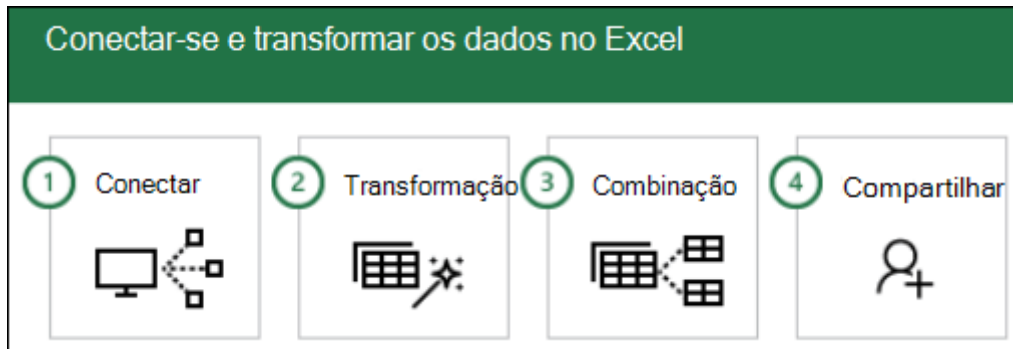 Conectar-se e transformar os dados no Excel
1 Conectar
2 Transformação
3 Combinação
4 Compartilhar